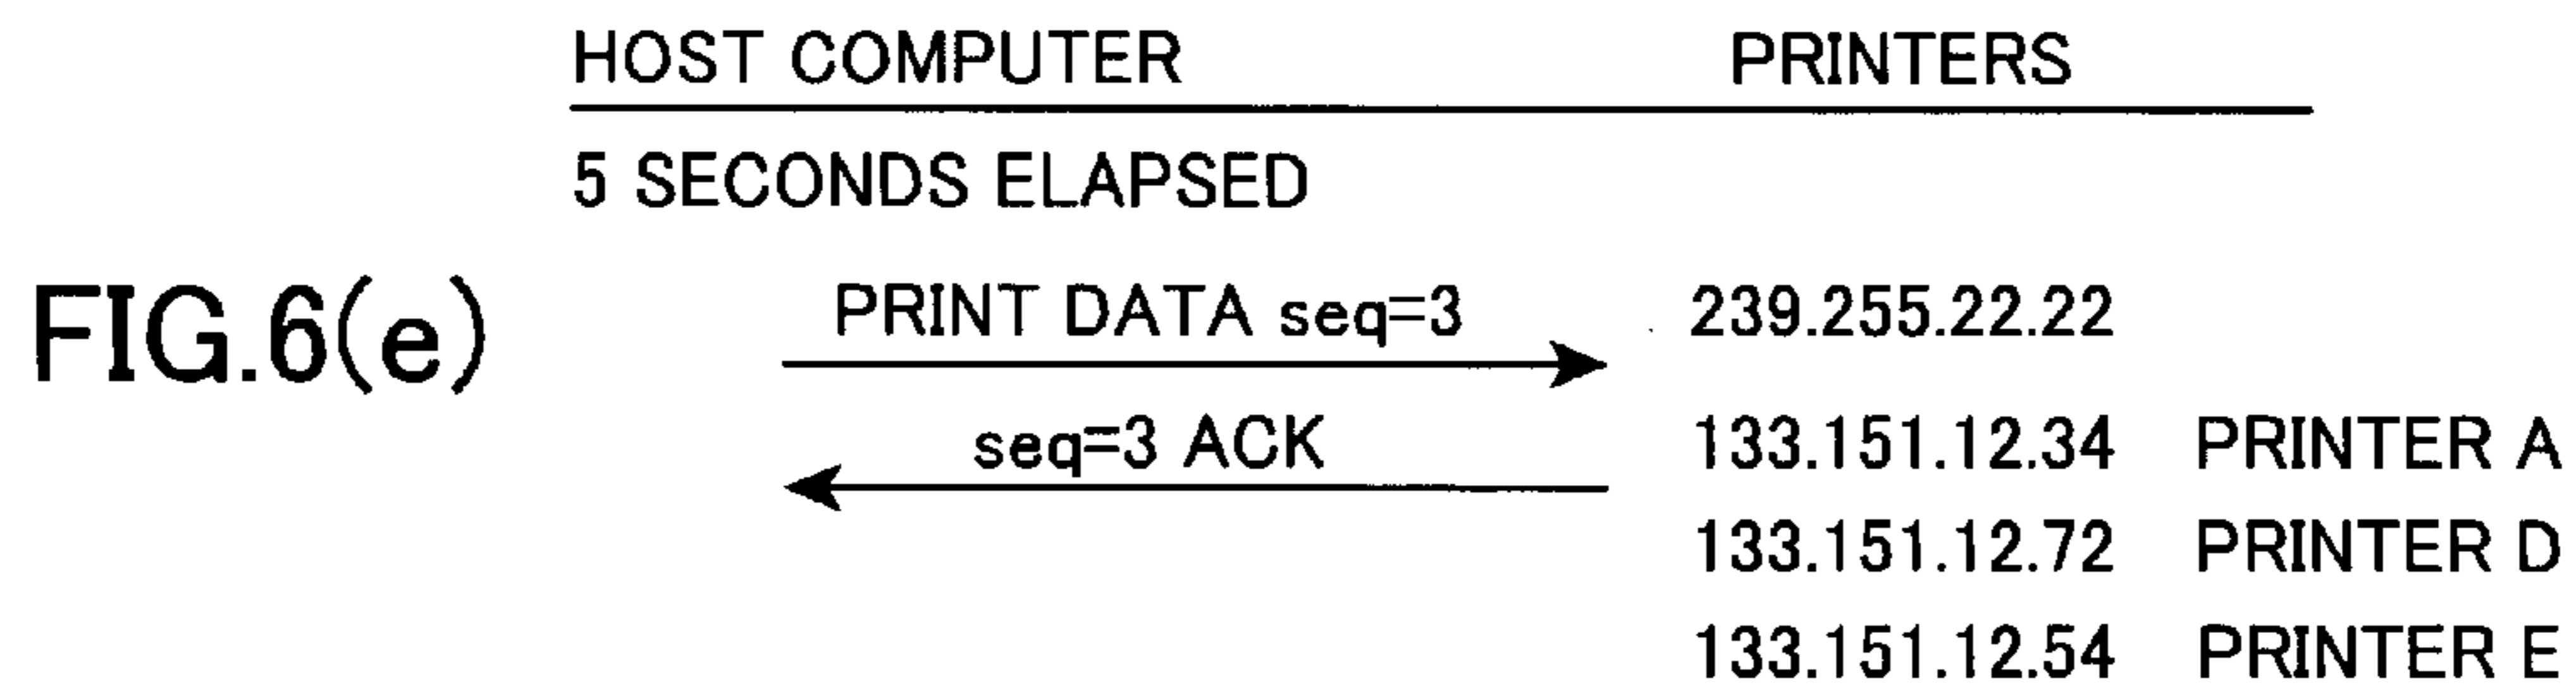 HOST COMPUTER PRINTERS
5 SECONDS ELAPSED
FIG.6(e) PRINT DATA seq=3 239.255.22.22
seq=3 ACK 133.151.12.34 PRINTER A
133.151.12.72 PRINTER D
133.151.12.54 PRINTER E